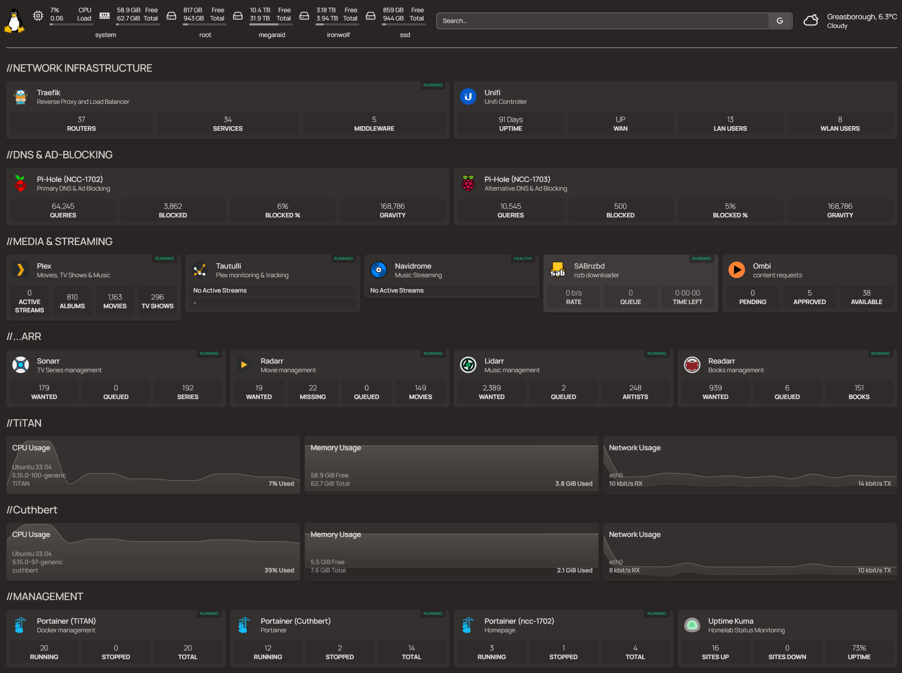 7% CPU
0.06 Load
58.9 GB Free
62.7 GB Total
system
817 GB Free
943 GB Total
root
10.4 TB Free
31.9 TB Total
megaraid
3.18 TB Free
3.94 TB Total
ironwolf
859 GB Free
944 GB Total
ssd
Search...
G
Greasborough, 6.3°C
Cloudy
//NETWORK INFRASTRUCTURE
RUNNING
Traefik
Reverse Proxy and Load Balancer
37 34 5
ROUTERS SERVICES MIDDLEWARE
Unifi
Unifi Controller
91 Days UP 13 8
UPTIME WAN LAN USERS WLAN USERS
//DNS & AD-BLOCKING
Pi-Hole (NCC-1702)
Primary DNS & Ad Blocking
64,245 3,862 6% 168,786
QUERIES BLOCKED BLOCKED % GRAVITY
Pi-Hole (NCC-1703)
Alternative DNS & Ad Blocking
10,545 500 5% 168,786
QUERIES BLOCKED BLOCKED % GRAVITY
//MEDIA & STREAMING
RUNNING
Plex
Movies, TV Shows & Music
0 810 1,163 296
ACTIVE STREAMS ALBUMS MOVIES TV SHOWS
RUNNING
Tautulli
Plex monitoring & tracking
No Active Streams
-
HEALTHY
Navidrome
Music Streaming
No Active Streams
RUNNING
sab
SABnzbd
nzb downloader
0 b/s 0 0:00:00
RATE QUEUE TIME LEFT
Ombi
content requests
0 5 38
PENDING APPROVED AVAILABLE
//...ARR
RUNNING
Sonarr
TV Series management
179 0 192
WANTED QUEUED SERIES
RUNNING
Radarr
Movie management
19 22 0 149
WANTED MISSING QUEUED MOVIES
RUNNING
Lidarr
Music management
2,389 2 248
WANTED QUEUED ARTISTS
RUNNING
Readarr
Books management
939 6 151
WANTED QUEUED BOOKS
//TiTAN
CPU Usage
Ubuntu 23.04
5.15.0-100-generic
TiTAN
7% Used
Memory Usage
58.9 GiB Free
62.7 GiB Total
3.8 GiB Used
Network Usage
eth0
10 kbit/s RX
14 kbit/s TX
//Cuthbert
CPU Usage
Ubuntu 23.04
5.15.0-97-generic
cuthbert
39% Used
Memory Usage
5.5 GiB Free
7.6 GiB Total
2.1 GiB Used
Network Usage
eth0
8 kbit/s RX
10 kbit/s TX
//MANAGEMENT
RUNNING
Portainer (TiTAN)
Docker management
20 0 20
RUNNING STOPPED TOTAL
RUNNING
Portainer (Cuthbert)
Portainer
12 2 14
RUNNING STOPPED TOTAL
RUNNING
Portainer (ncc-1702)
Homepage
3 1 4
RUNNING STOPPED TOTAL
Uptime Kuma
Homelab Status Monitoring
16 0 73%
SITES UP SITES DOWN UPTIME